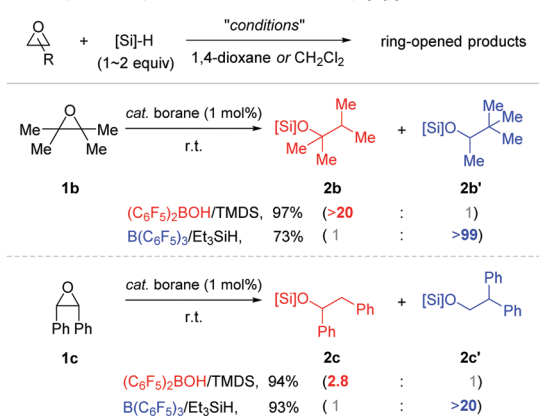 O
R
+
[Si]-H
(1~2 equiv)
"conditions"
1,4-dioxane or CH2Cl2
ring-opened products
O
Me
Me
Me
Me
1b
cat. borane (1 mol%)
r.t.
[Si]O
Me
Me
Me
Me
2b
+
[Si]O
Me
Me
Me
Me
2b'
(C6F5)2BOH/TMDS, 97% (>20 : 1)
B(C6F5)3/Et3SiH, 73% ( 1 : >99)
O
Ph Ph
1c
cat. borane (1 mol%)
r.t.
[Si]O
Ph
Ph
2c
+
[Si]O
Ph
Ph
2c'
(C6F5)2BOH/TMDS, 94% (2.8 : 1)
B(C6F5)3/Et3SiH, 93% ( 1 : >20)